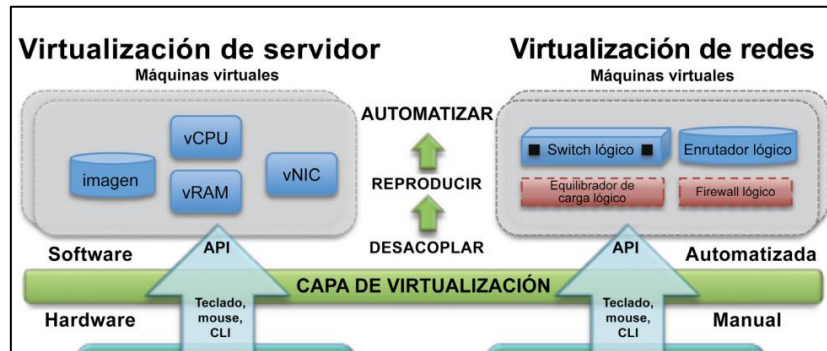 Virtualización de servidor
Máquinas virtuales
imagen
vCPU
vRAM
vNIC
Software
API
AUTOMATIZAR
REPRODUCIR
DESACOPLAR
Virtualización de redes
Máquinas virtuales
Switch lógico
Enrutador lógico
Equilibrador de
carga lógico
Firewall lógico
API
Automatizada
CAPA DE VIRTUALIZACIÓN
Hardware
Teclado,
mouse,
CLI
Teclado,
mouse,
CLI
Manual